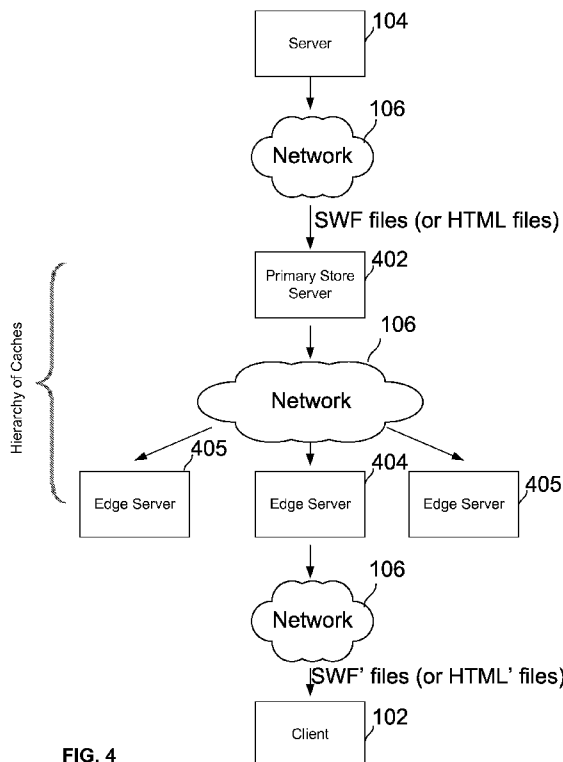 104
Server
106
Network
SWF files (or HTML files)
402
Primary Store
Server
106
Hierarchy of Caches
Network
405
404
405
Edge Server
Edge Server
Edge Server
106
Network
SWF’ files (or HTML’ files)
102
Client
FIG. 4